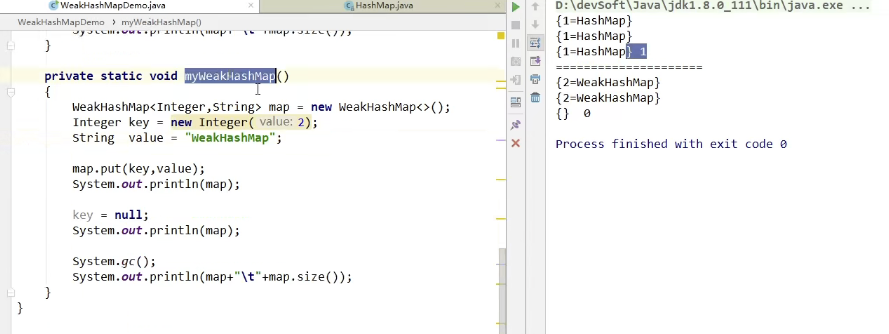 WeakHashMapDemo.java
HashMap.java
WeakHashMapDemo
myWeakHashMap()
System.out.println(map+"\t"+map.size());
}
private static void myWeakHashMap()
{
WeakHashMap<Integer,String> map = new WeakHashMap<>();
Integer key = new Integer( value: 2);
String value = "WeakHashMap";
map.put(key,value);
System.out.println(map);
key = null;
System.out.println(map);
System.gc();
System.out.println(map+"\t"+map.size());
}
}
D:\devSoft\Java\jdk1.8.0_111\bin\java.exe ...
{1=HashMap}
{1=HashMap}
{1=HashMap} 1
=====================
{2=WeakHashMap}
{2=WeakHashMap}
{} 0
Process finished with exit code 0